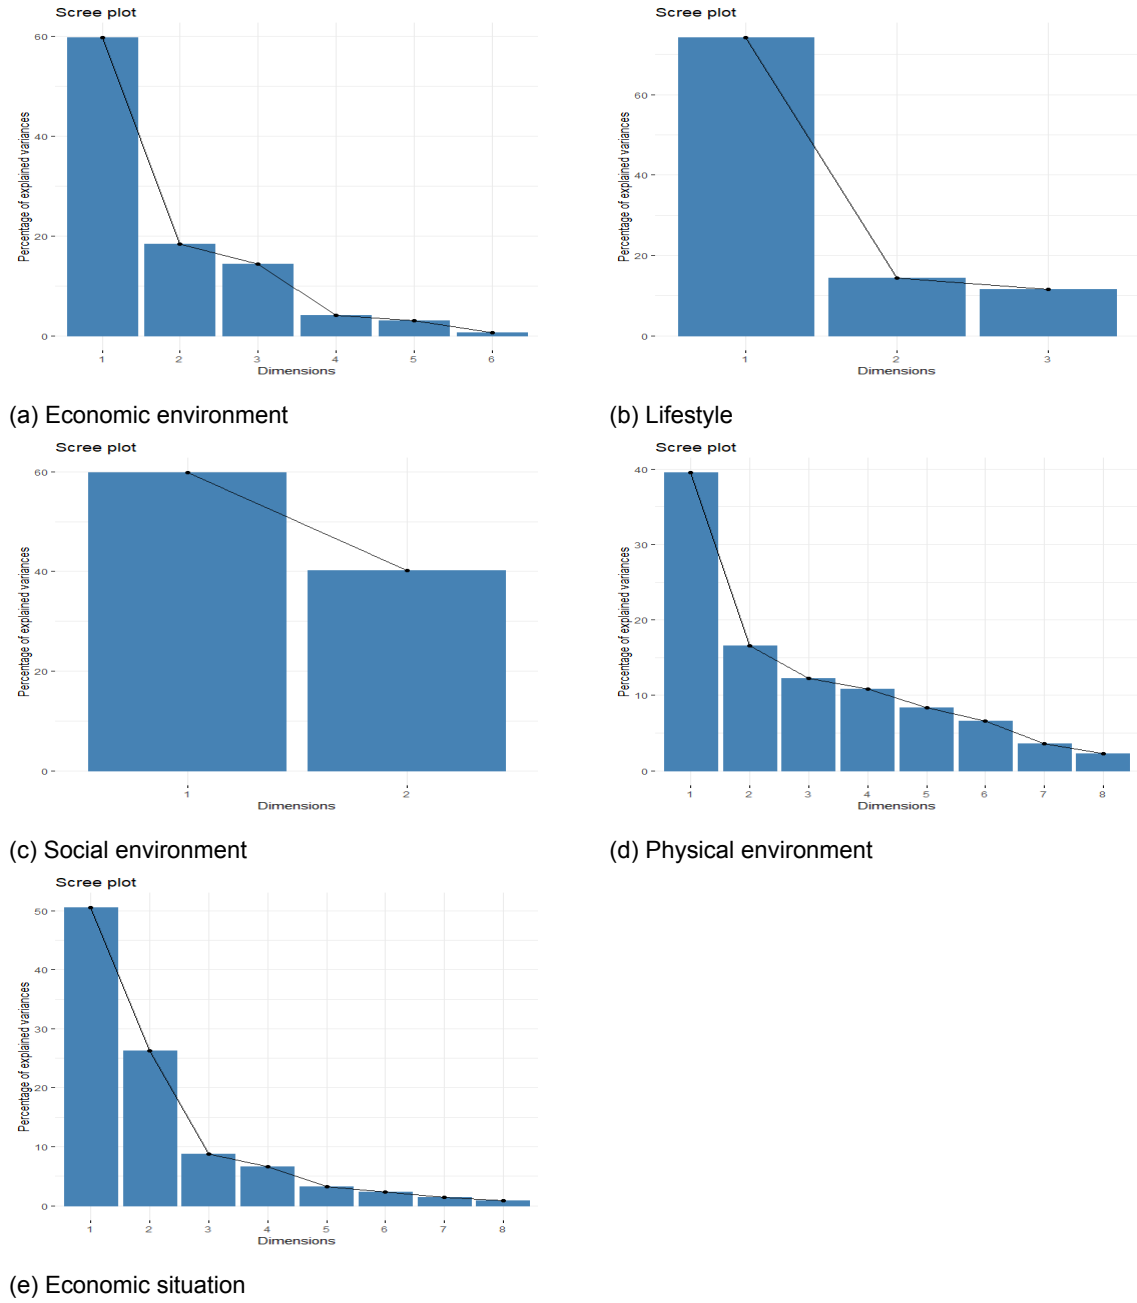 Scree plot
Percentage of explained variances
60
40
20
0
1 2 3 4 5 6
Dimensions
(a) Economic environment
Scree plot
Percentage of explained variances
60
40
20
0
1 2 3
Dimensions
(b) Lifestyle
Scree plot
Percentage of explained variances
60
40
20
0
1 2
Dimensions
(c) Social environment
Scree plot
Percentage of explained variances
40
30
20
10
0
1 2 3 4 5 6 7 8
Dimensions
(d) Physical environment
Scree plot
Percentage of explained variances
50
40
30
20
10
0
1 2 3 4 5 6 7 8
Dimensions
(e) Economic situation